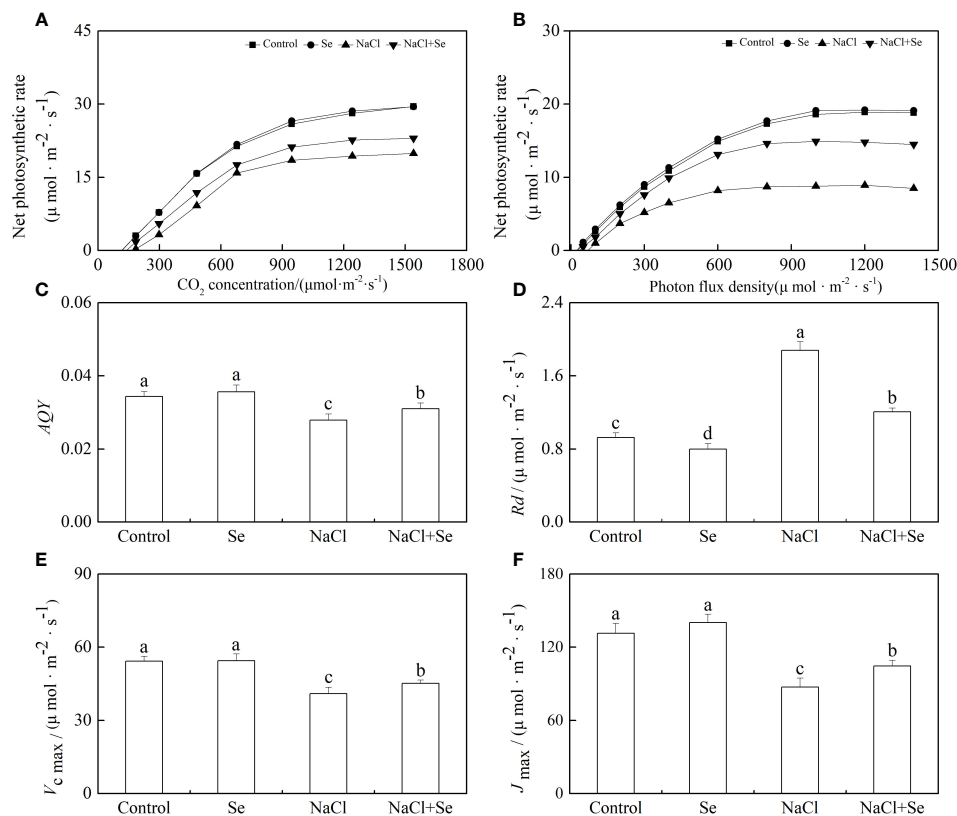 A
45
30
15
0
Control Se NaCl NaCl+Se
Net photosynthetic rate
(μ mol · m-2 · s-1)
0 300 600 900 1200 1500 1800
CO2 concentration/(μmol·m-2·s-1)
B
30
20
10
0
Control Se NaCl NaCl+Se
Net photosynthetic rate
(μ mol · m-2 · s-1)
0 300 600 900 1200 1500
Photon flux density(μ mol · m-2 · s-1)
C
0.06
0.04
0.02
0.00
AQY
a a c b
Control Se NaCl NaCl+Se
D
2.4
1.6
0.8
0.0
Rd / (μ mol · m-2 · s-1)
c d a b
Control Se NaCl NaCl+Se
E
90
60
30
0
Vc max / (μ mol · m-2 · s-1)
a a c b
Control Se NaCl NaCl+Se
F
180
120
60
0
J max / (μ mol · m-2 · s-1)
a a c b
Control Se NaCl NaCl+Se